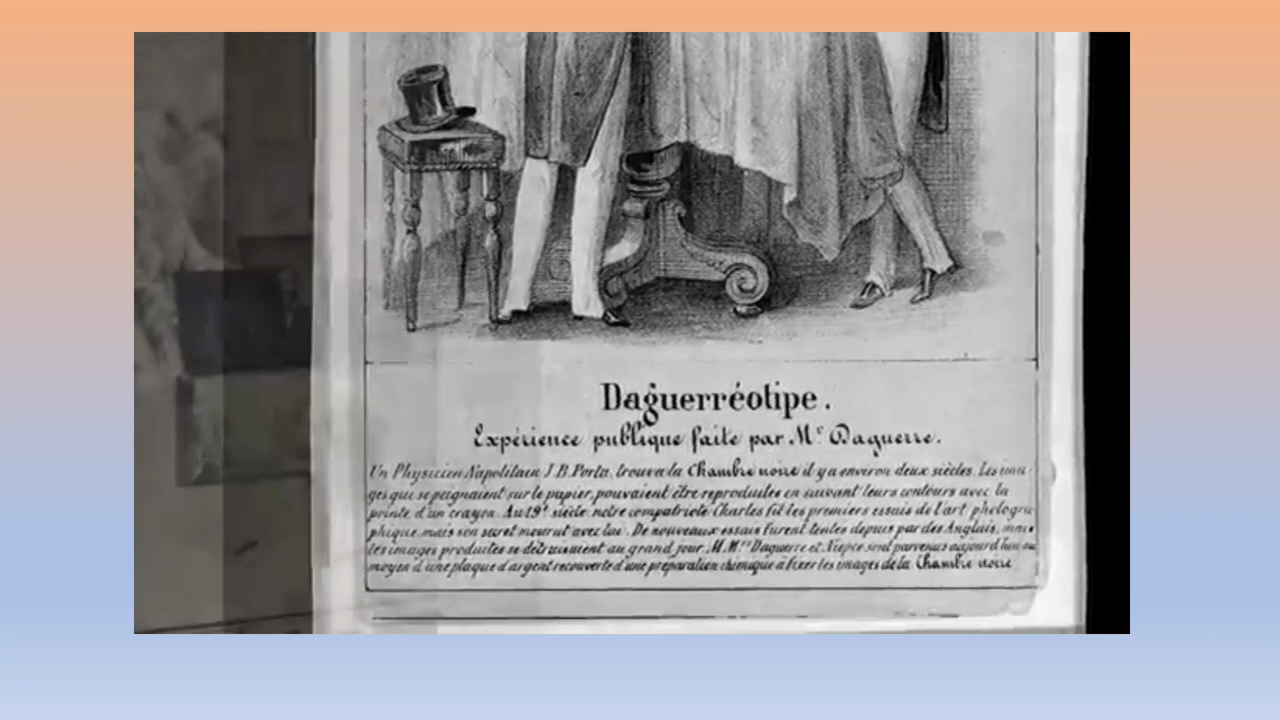 Daguerréotipe.
Expérience publique faite par Mr Daguerre.
Un Physicien Napolitain J.B. Porta, trouva la Chambre noire il y a environ deux siècles. Les ima-
ges qui se peignaient sur le papier, pouvaient être reproduites en suivant leurs contours avec la
pointe d'un crayon. Au 19e siècle notre compatriote Charles fit les premiers essais de l'art photogra-
phique mais son secret mourut avec lui. De nouveaux essais furent tentés depuis par des Anglais,
les images produites se détruisaient au grand jour. M.Mrs Daguerre et Niepce sont parvenus aujourd'hui au
moyen d'une plaque d'argent recouverte d'une préparation chimique à fixer les images de la Chambre noire